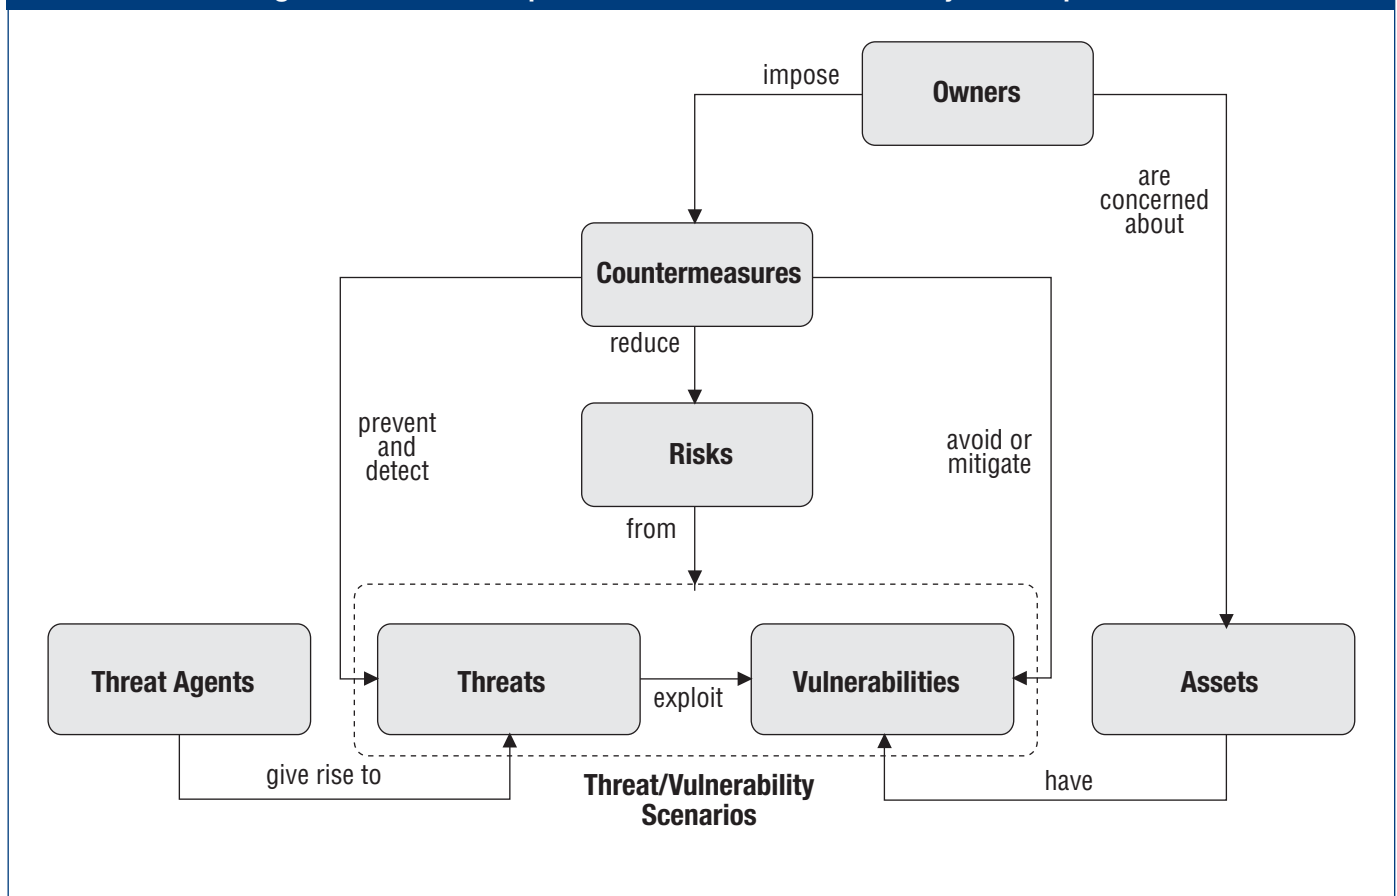 impose
Owners
are
concerned
about
Countermeasures
reduce
prevent
and
detect
Risks
avoid or
mitigate
from
Threat Agents
Threats
exploit
Vulnerabilities
Assets
give rise to
Threat/Vulnerability
Scenarios
have